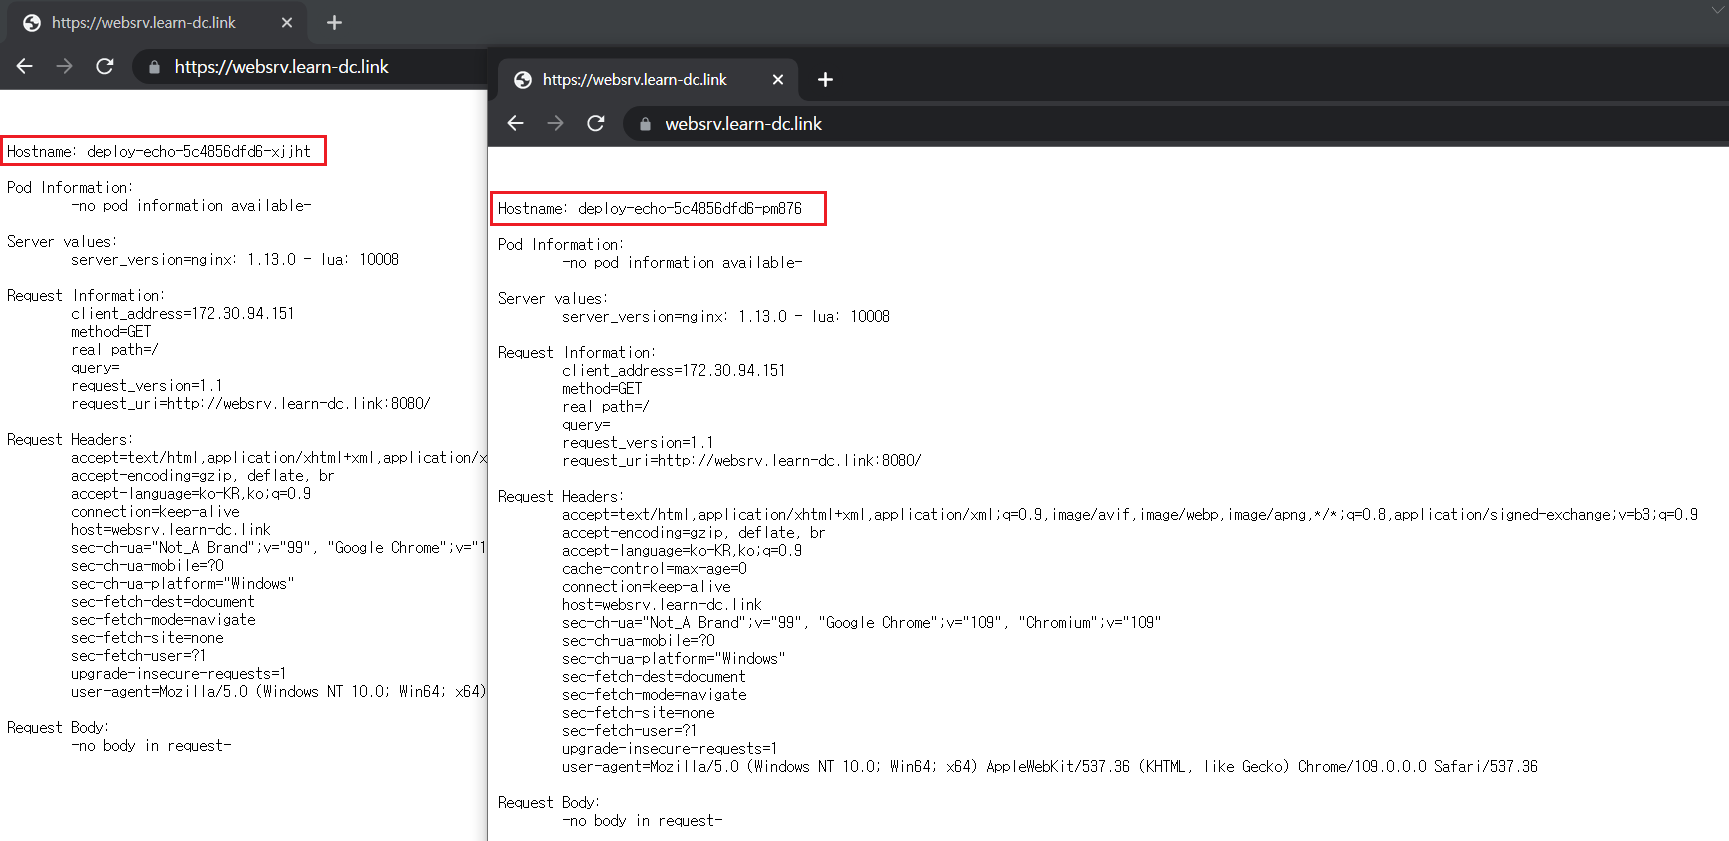 https://websrv.learn-dc.link
https://websrv.learn-dc.link
Hostname: deploy-echo-5c4856dfd6-xjjht
Pod Information:
-no pod information available-
Server values:
server_version=nginx: 1.13.0 - lua: 10008
Request Information:
client_address=172.30.94.151
method=GET
real path=/
query=
request_version=1.1
request_uri=http://websrv.learn-dc.link:8080/
Request Headers:
accept=text/html,application/xhtml+xml,application/x
accept-encoding=gzip, deflate, br
accept-language=ko-KR,ko;q=0.9
connection=keep-alive
host=websrv.learn-dc.link
sec-ch-ua="Not_A Brand";v="99", "Google Chrome";v="1
sec-ch-ua-mobile=?0
sec-ch-ua-platform="Windows"
sec-fetch-dest=document
sec-fetch-mode=navigate
sec-fetch-site=none
sec-fetch-user=?1
upgrade-insecure-requests=1
user-agent=Mozilla/5.0 (Windows NT 10.0; Win64; x64)
Request Body:
-no body in request-
https://websrv.learn-dc.link
websrv.learn-dc.link
Hostname: deploy-echo-5c4856dfd6-pm876
Pod Information:
-no pod information available-
Server values:
server_version=nginx: 1.13.0 - lua: 10008
Request Information:
client_address=172.30.94.151
method=GET
real path=/
query=
request_version=1.1
request_uri=http://websrv.learn-dc.link:8080/
Request Headers:
accept=text/html,application/xhtml+xml,application/xml;q=0.9,image/avif,image/webp,image/apng,*/*;q=0.8,application/signed-exchange;v=b3;q=0.9
accept-encoding=gzip, deflate, br
accept-language=ko-KR,ko;q=0.9
cache-control=max-age=0
connection=keep-alive
host=websrv.learn-dc.link
sec-ch-ua="Not_A Brand";v="99", "Google Chrome";v="109", "Chromium";v="109"
sec-ch-ua-mobile=?0
sec-ch-ua-platform="Windows"
sec-fetch-dest=document
sec-fetch-mode=navigate
sec-fetch-site=none
sec-fetch-user=?1
upgrade-insecure-requests=1
user-agent=Mozilla/5.0 (Windows NT 10.0; Win64; x64) AppleWebKit/537.36 (KHTML, like Gecko) Chrome/109.0.0.0 Safari/537.36
Request Body:
-no body in request-